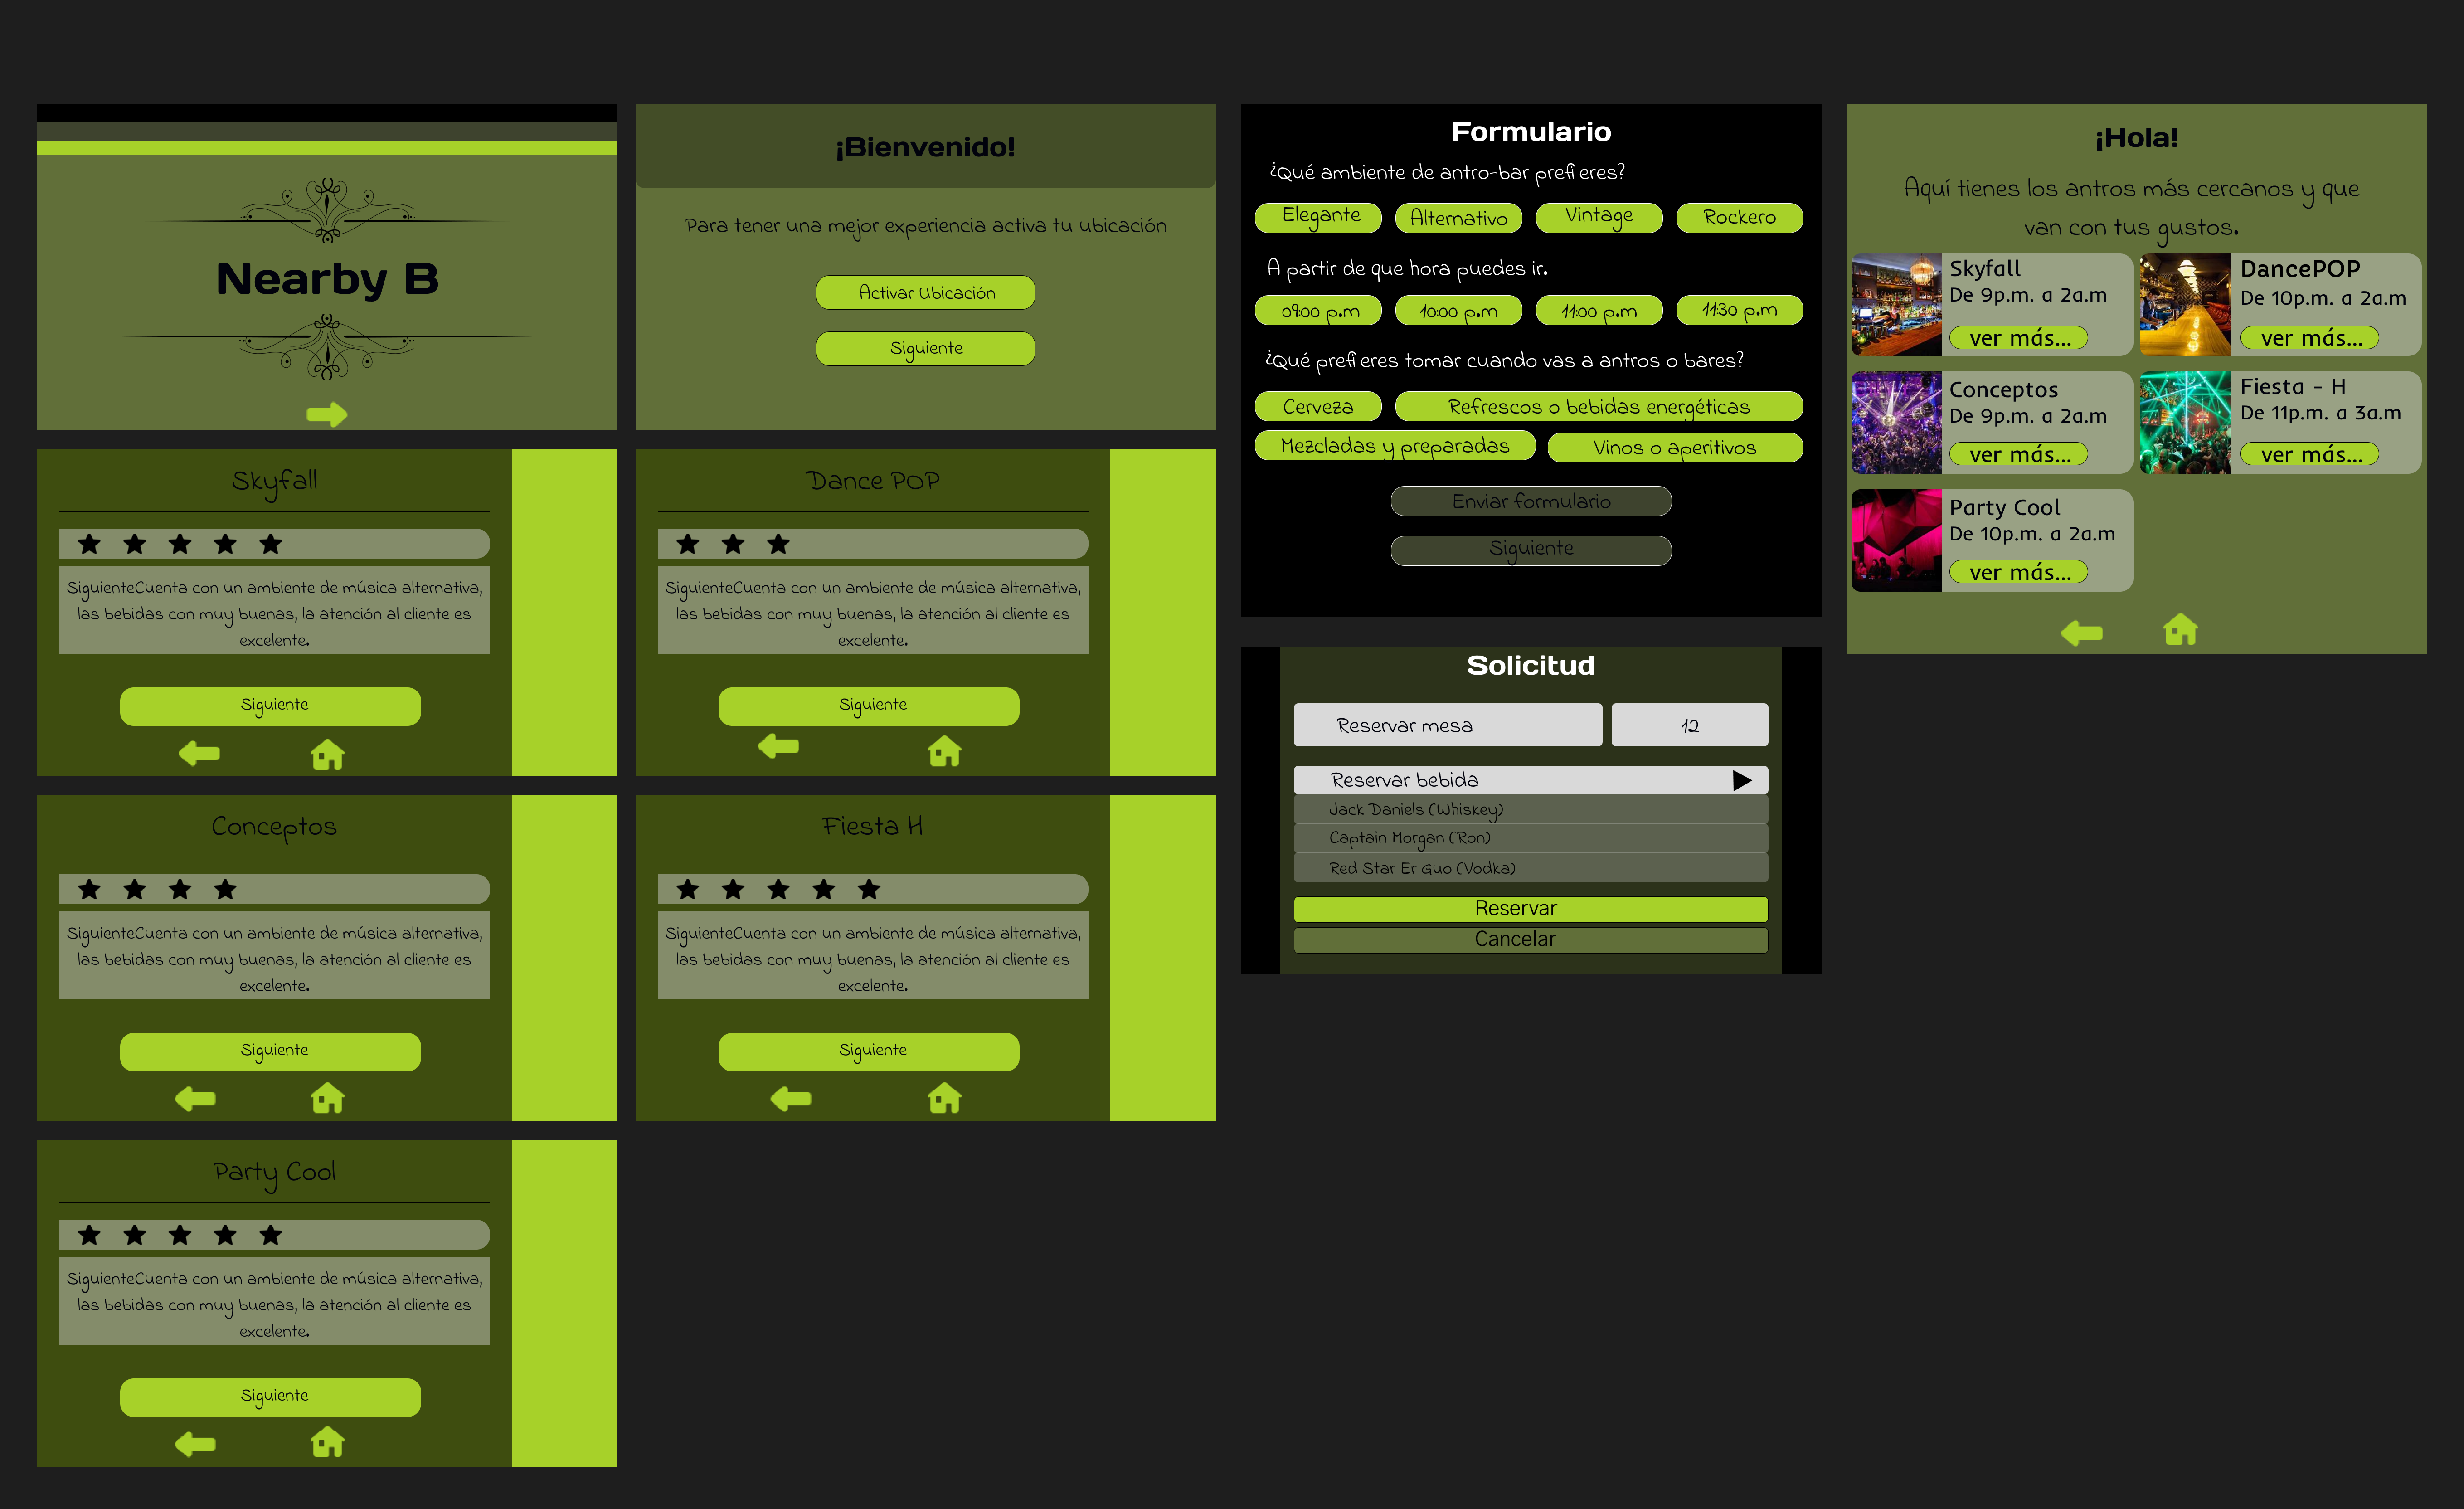 Nearby B
¡Bienvenido!
Para tener una mejor experiencia activa tu ubicación
Activar Ubicación
Siguiente
Formulario
¿Qué ambiente de antro-bar prefieres?
Elegante
Alternativo
Vintage
Rockero
A partir de que hora puedes ir.
09:00 p.m
10:00 p.m
11:00 p.m
11:30 p.m
¿Qué prefieres tomar cuando vas a antros o bares?
Cerveza
Refrescos o bebidas energéticas
Mezcladas y preparadas
Vinos o aperitivos
Enviar formulario
Siguiente
¡Hola!
Aquí tienes los antros más cercanos y que
van con tus gustos.
Skyfall
De 9p.m. a 2a.m
ver más...
DancePOP
De 10p.m. a 2a.m
ver más...
Conceptos
De 9p.m. a 2a.m
ver más...
Fiesta - H
De 11p.m. a 3a.m
ver más...
Party Cool
De 10p.m. a 2a.m
ver más...
Skyfall
SiguienteCuenta con un ambiente de música alternativa,
las bebidas con muy buenas, la atención al cliente es
excelente.
Siguiente
Dance POP
SiguienteCuenta con un ambiente de música alternativa,
las bebidas con muy buenas, la atención al cliente es
excelente.
Siguiente
Solicitud
Reservar mesa
12
Reservar bebida
Jack Daniels (Whiskey)
Captain Morgan (Ron)
Red Star Er Guo (Vodka)
Reservar
Cancelar
Conceptos
SiguienteCuenta con un ambiente de música alternativa,
las bebidas con muy buenas, la atención al cliente es
excelente.
Siguiente
Fiesta H
SiguienteCuenta con un ambiente de música alternativa,
las bebidas con muy buenas, la atención al cliente es
excelente.
Siguiente
Party Cool
SiguienteCuenta con un ambiente de música alternativa,
las bebidas con muy buenas, la atención al cliente es
excelente.
Siguiente